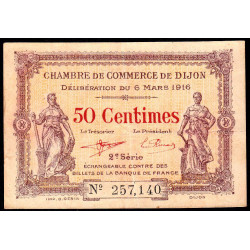 CHAMBRE DE COMMERCE DE DIJON
DÉLIBÉRATION DU 6 MARS 1916
50 Centimes
Le Trésorier Le Président
2e Série
ÉCHANGEABLE CONTRE DES
BILLETS DE LA BANQUE DE FRANCE
No 257,140
DIJON